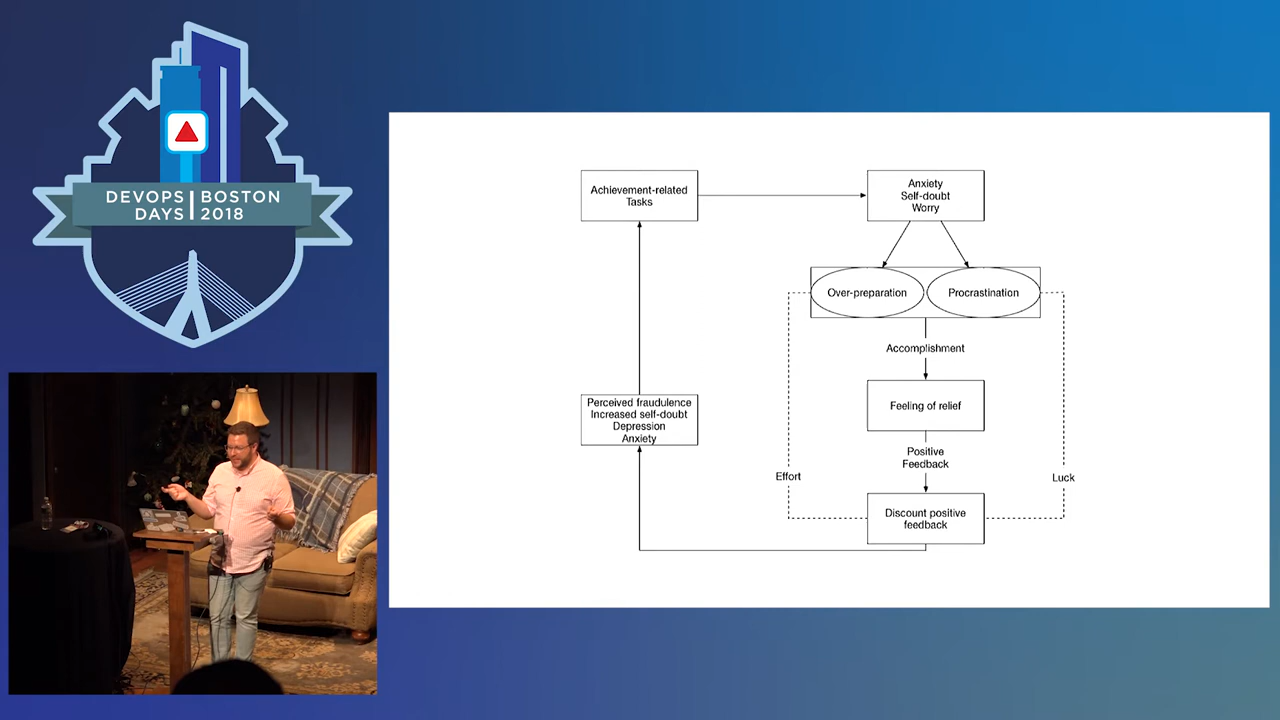 DEVOPS BOSTON
DAYS 2018
Achievement-related
Tasks
Anxiety
Self-doubt
Worry
Over-preparation
Procrastination
Accomplishment
Feeling of relief
Perceived fraudulence
Increased self-doubt
Depression
Anxiety
Positive
Feedback
Effort
Luck
Discount positive
feedback